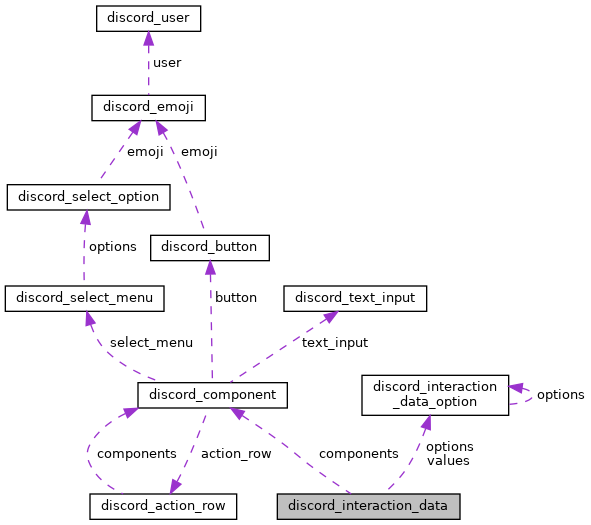 discord_user
user
discord_emoji
emoji
emoji
discord_select_option
options
discord_button
discord_select_menu
button
discord_text_input
select_menu
text_input
discord_component
discord_interaction
_data_option
options
components
action_row
components
options
values
discord_action_row
discord_interaction_data